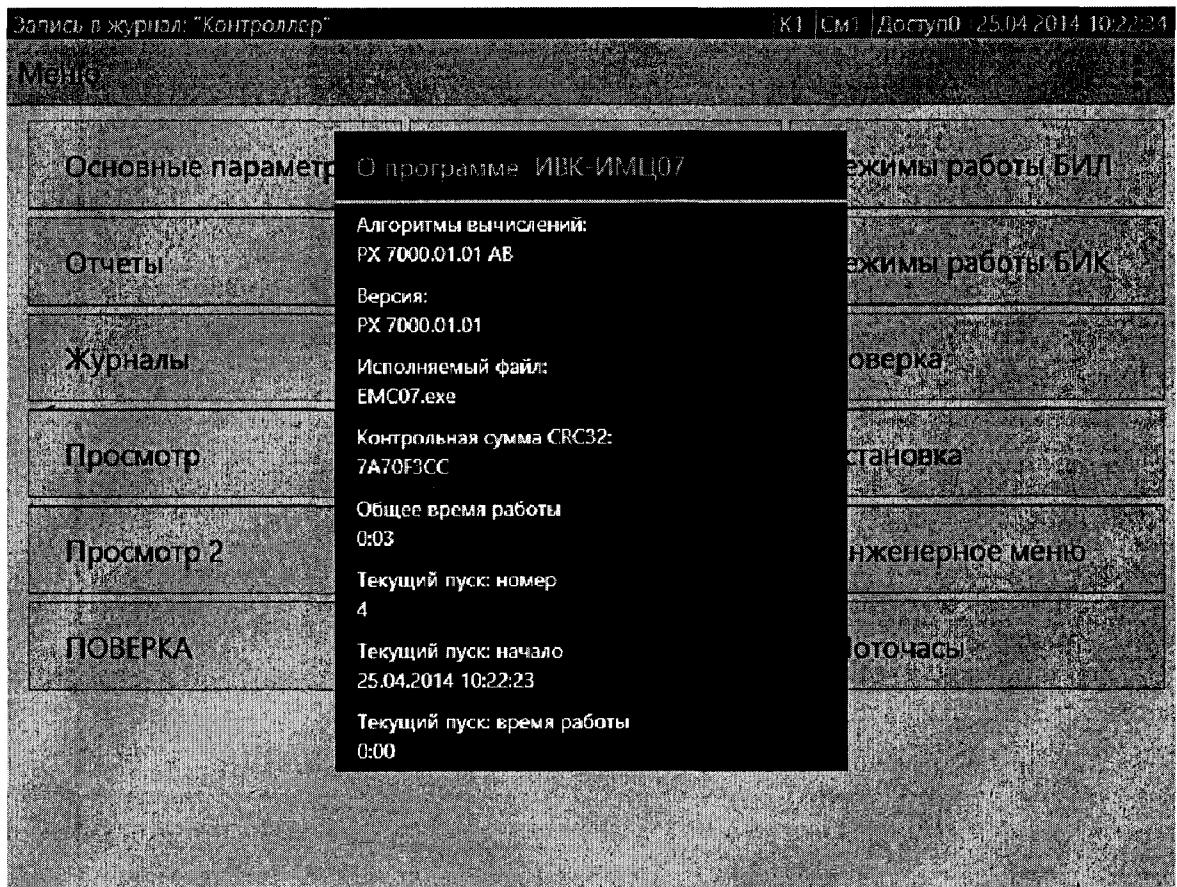 Запись в журнал: "Контроллер"
К1 См1 Доступ0 25.04.2014 10:22:34
Меню
Основные параметр
ежимы работы БИЛ
Отчеты
ежимы работы БИК
Журналы
оверка
Просмотр
становка
Просмотр 2
нженерное меню
ПОВЕРКА
оточасы
О программе ИВК-ИМЦ07
Алгоритмы вычислений:
РХ 7000.01.01 АВ
Версия:
РХ 7000.01.01
Исполняемый файл:
EMC07.exe
Контрольная сумма CRC32:
7A70F3CC
Общее время работы
0:03
Текущий пуск: номер
4
Текущий пуск: начало
25.04.2014 10:22:23
Текущий пуск: время работы
0:00